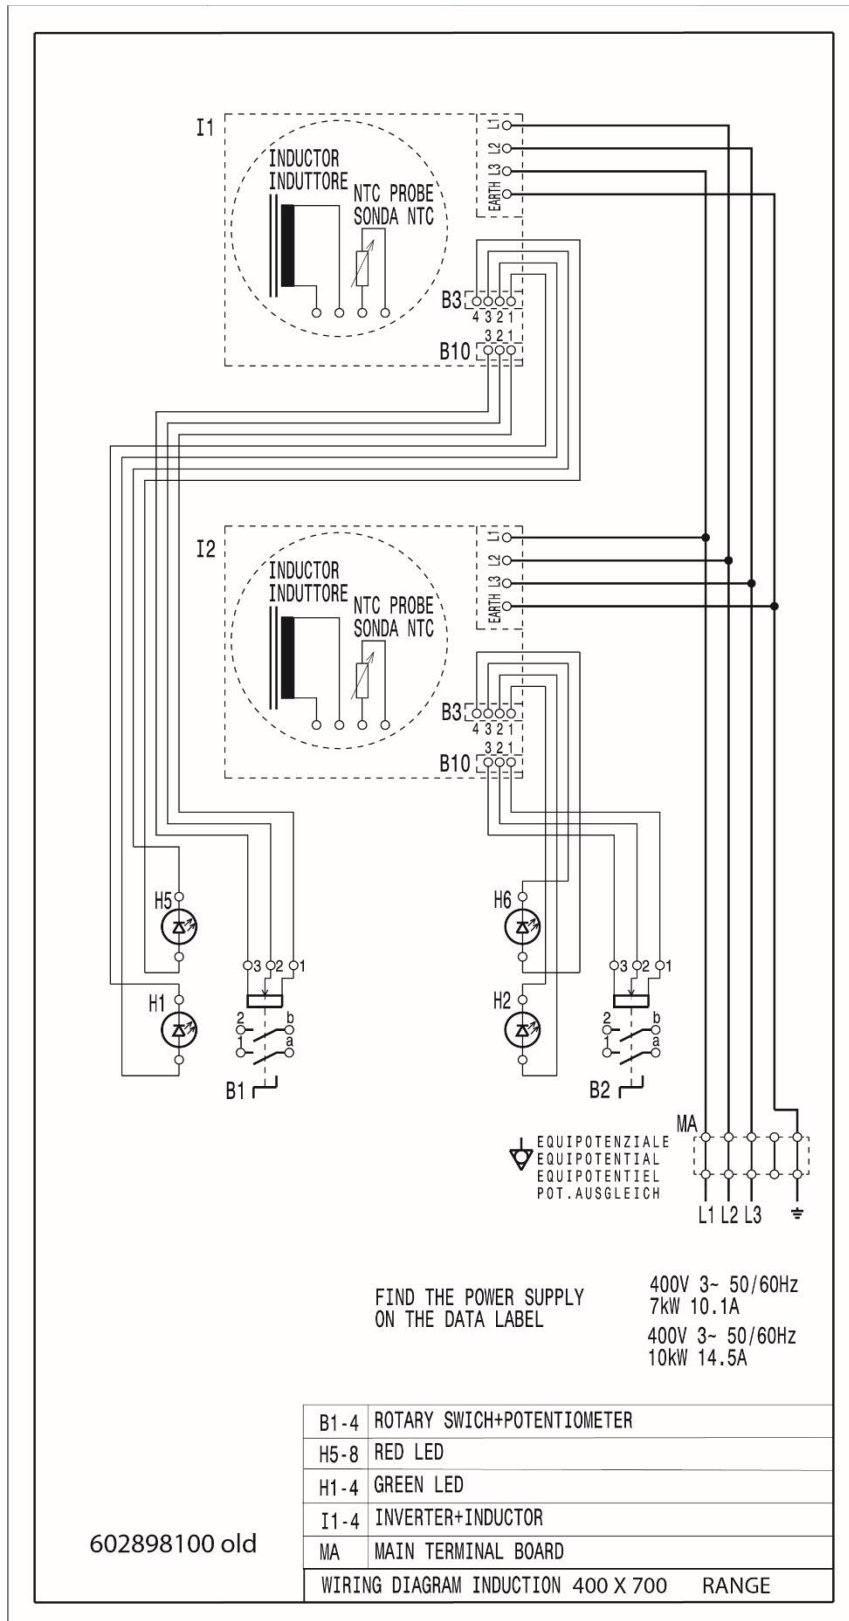 I1
INDUCTOR
INDUTTORE
NTC PROBE
SONDA NTC
L1
L2
L3
EARTH
B3
4 3 2 1
3 2 1
B10
I2
INDUCTOR
INDUTTORE
NTC PROBE
SONDA NTC
L1
L2
L3
EARTH
B3
4 3 2 1
3 2 1
B10
H5
H6
3 2 1
3 2 1
H1
H2
2 b
1 a
2 b
1 a
B1
B2
MA
EQUIPOTENZIALE
EQUIPOTENTIAL
EQUIPOTENTIEL
POT.AUSGLEICH
L1 L2 L3
FIND THE POWER SUPPLY
ON THE DATA LABEL
400V 3~ 50/60Hz
7kW 10.1A
400V 3~ 50/60Hz
10kW 14.5A
B1-4 ROTARY SWICH+POTENTIOMETER
H5-8 RED LED
H1-4 GREEN LED
I1-4 INVERTER+INDUCTOR
MA MAIN TERMINAL BOARD
WIRING DIAGRAM INDUCTION 400 X 700 RANGE
602898100 old